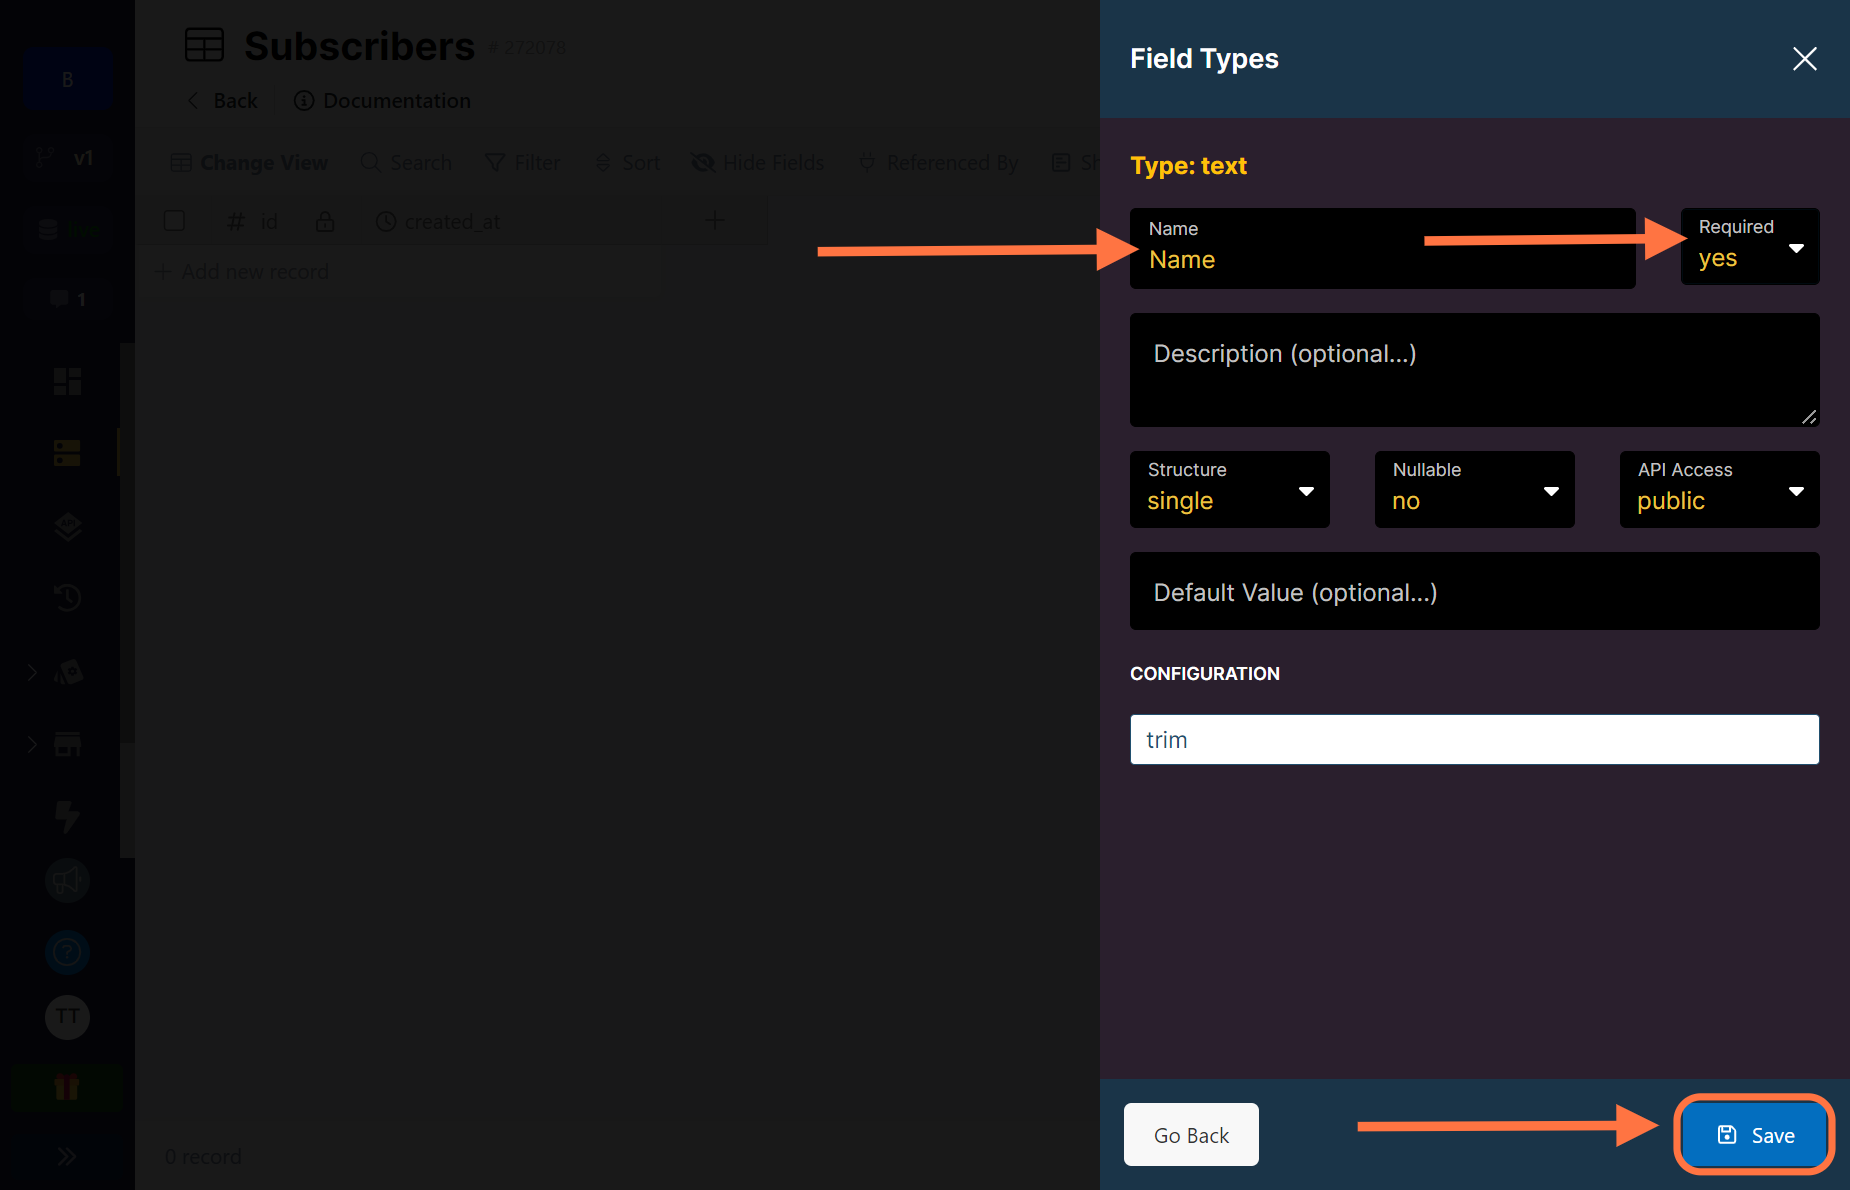 B
v1
live
1
TT
Subscribers # 272078
Back Documentation
Change View Search Filter Sort Hide Fields Referenced By Sh
# id created_at +
+ Add new record
0 record
Field Types
Type: text
Name
Name
Required
yes
Description (optional...)
Structure
single
Nullable
no
API Access
public
Default Value (optional...)
CONFIGURATION
trim
Go Back
Save